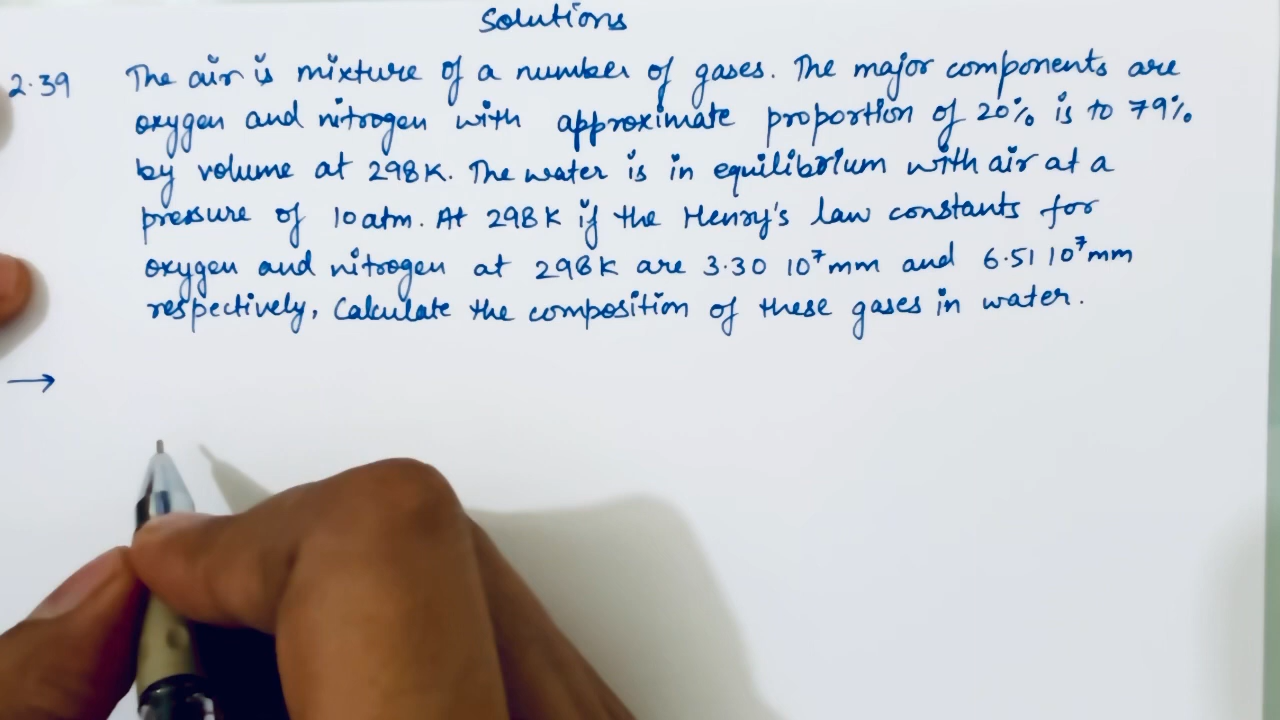 Solutions
2.39 The air is mixture of a number of gases. The major components are
oxygen and nitrogen with approximate proportion of 20% is to 79%
by volume at 298K. The water is in equilibrium with air at a
pressure of 10 atm. At 298K if the Henry's law constants for
oxygen and nitrogen at 298K are 3.30 10⁷mm and 6.51 10⁷mm
respectively, Calculate the composition of these gases in water.
→